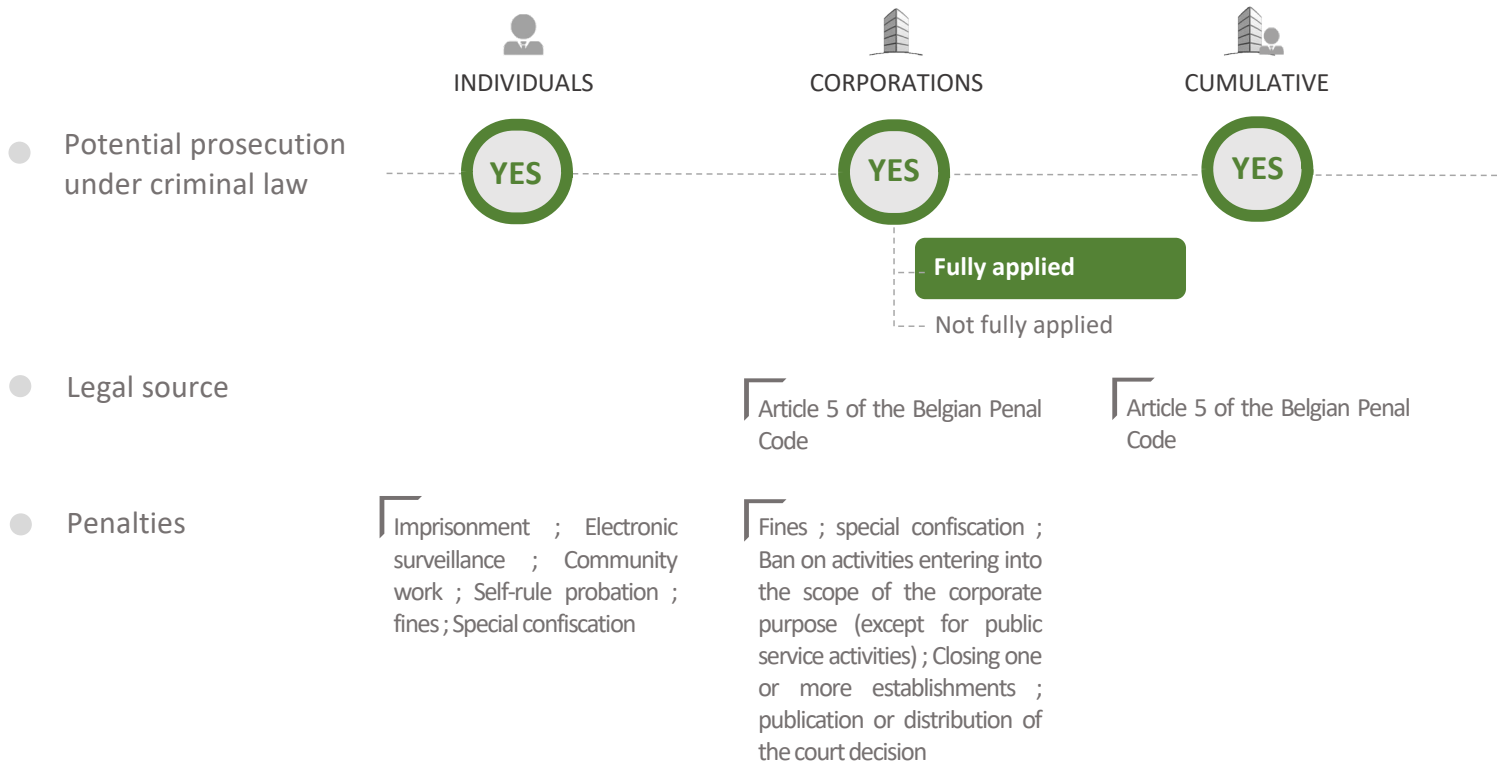 INDIVIDUALS
CORPORATIONS
CUMULATIVE
Potential prosecution
under criminal law
YES
YES
YES
Fully applied
Not fully applied
Legal source
Article 5 of the Belgian Penal
Code
Article 5 of the Belgian Penal
Code
Penalties
Imprisonment ; Electronic
surveillance ; Community
work ; Self-rule probation ;
fines ; Special confiscation
Fines ; special confiscation ;
Ban on activities entering into
the scope of the corporate
purpose (except for public
service activities) ; Closing one
or more establishments ;
publication or distribution of
the court decision